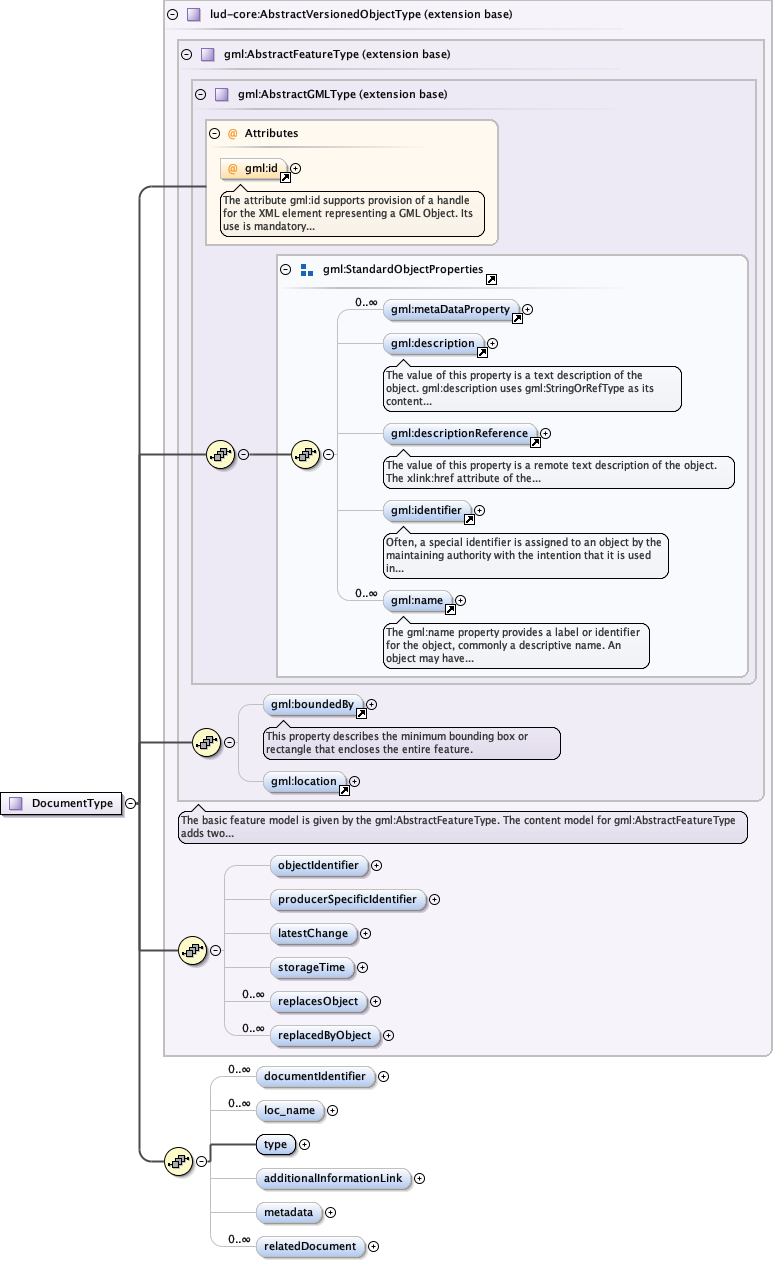 lud-core:AbstractVersionedObjectType (extension base)
gml:AbstractFeatureType (extension base)
gml:AbstractGMLType (extension base)
@ Attributes
@ gml:id
The attribute gml:id supports provision of a handle
for the XML element representing a GML Object. Its
use is mandatory...
gml:StandardObjectProperties
0..∞
gml:metaDataProperty
gml:description
The value of this property is a text description of the
object. gml:description uses gml:StringOrRefType as its
content...
gml:descriptionReference
The value of this property is a remote text description of the object.
The xlink:href attribute of the...
gml:identifier
Often, a special identifier is assigned to an object by the
maintaining authority with the intention that it is used
in...
0..∞
gml:name
The gml:name property provides a label or identifier
for the object, commonly a descriptive name. An
object may have...
gml:boundedBy
This property describes the minimum bounding box or
rectangle that encloses the entire feature.
gml:location
DocumentType
The basic feature model is given by the gml:AbstractFeatureType. The content model for gml:AbstractFeatureType
adds two...
objectIdentifier
producerSpecificIdentifier
latestChange
storageTime
0..∞
replacesObject
0..∞
replacedByObject
0..∞
documentIdentifier
0..∞
loc_name
type
additionalInformationLink
metadata
0..∞
relatedDocument